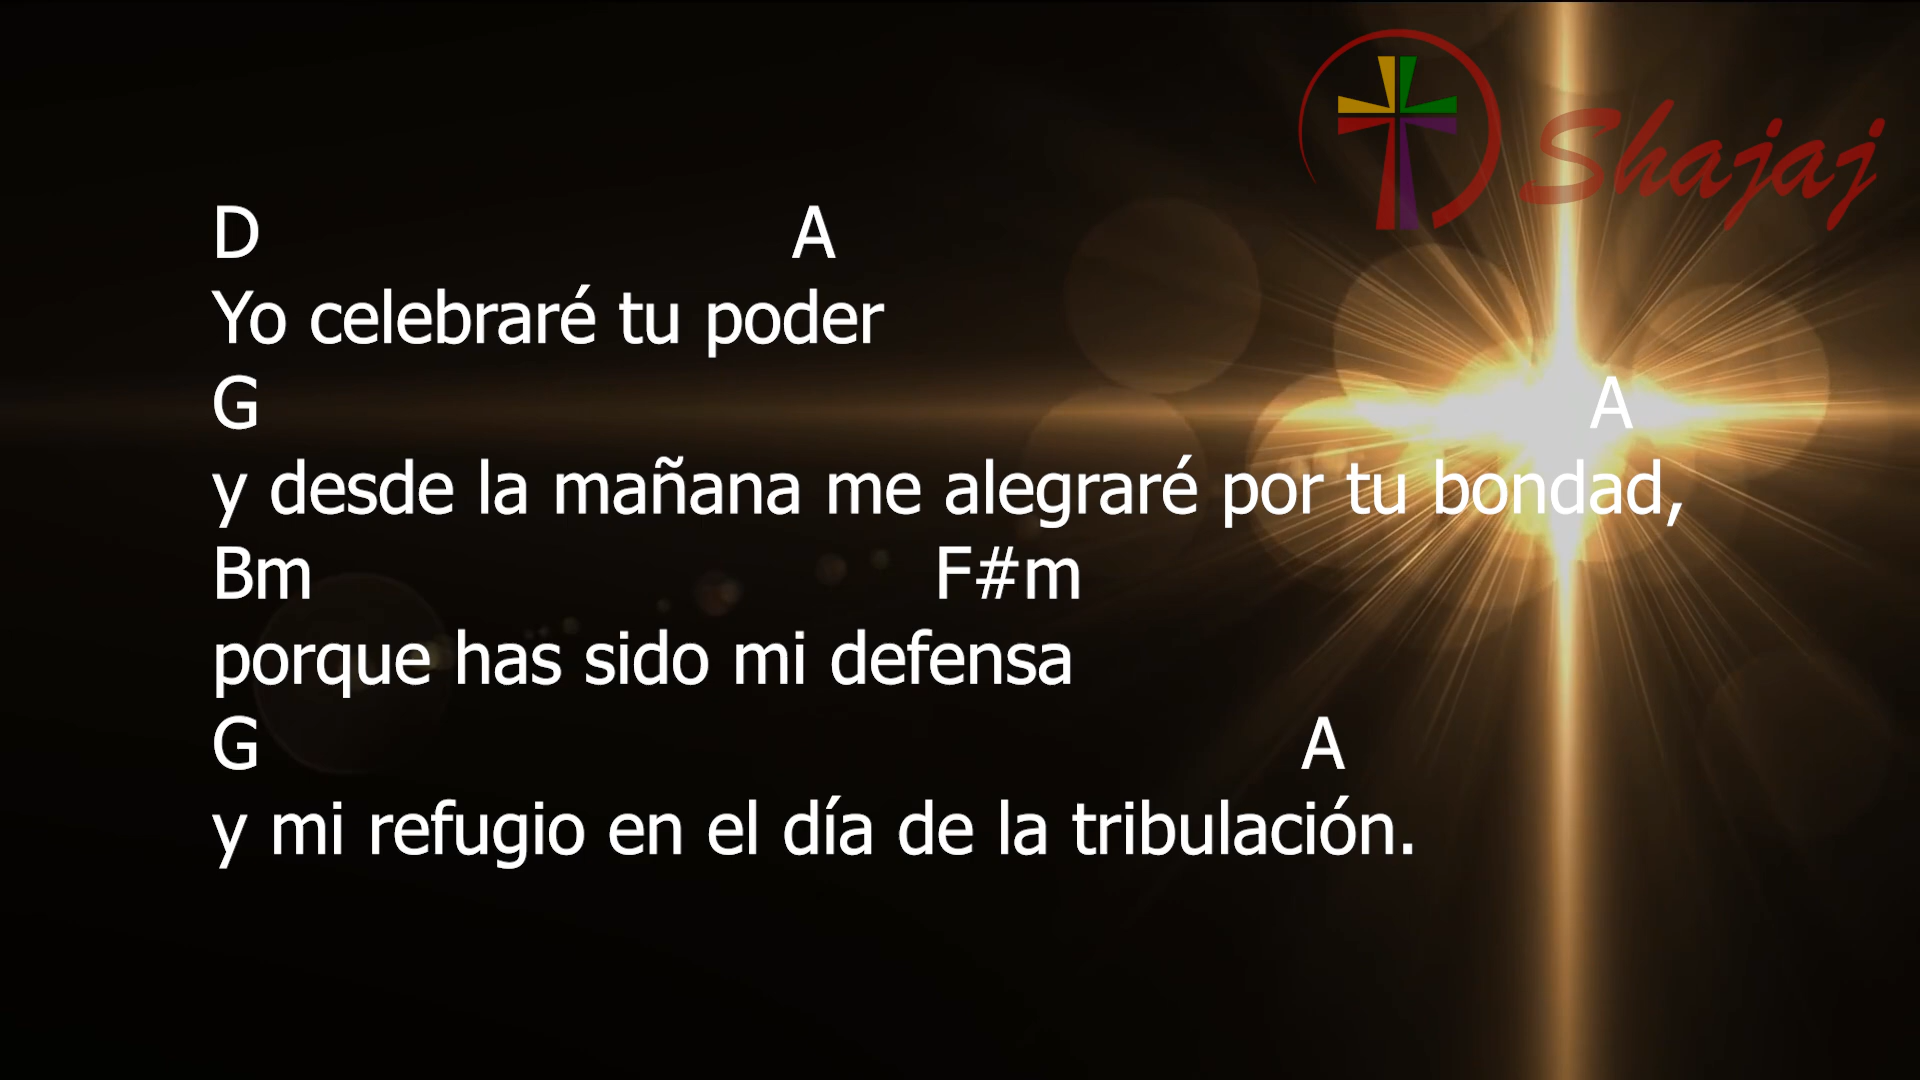 Shajaj
D A
Yo celebraré tu poder
G A
y desde la mañana me alegraré por tu bondad,
Bm F#m
porque has sido mi defensa
G A
y mi refugio en el día de la tribulación.